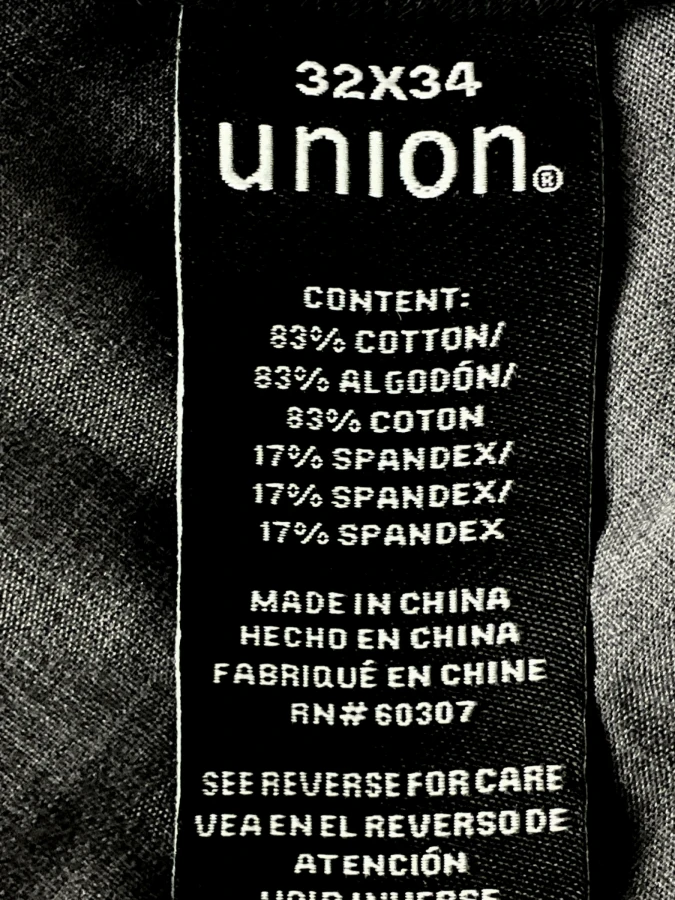 32X34
union®
CONTENT:
83% COTTON/
83% ALGODÓN/
83% COTON
17% SPANDEX/
17% SPANDEX/
17% SPANDEX
MADE IN CHINA
HECHO EN CHINA
FABRIQUÉ EN CHINE
RN# 60307
SEE REVERSE FOR CARE
VEA EN EL REVERSO DE
ATENCIÓN